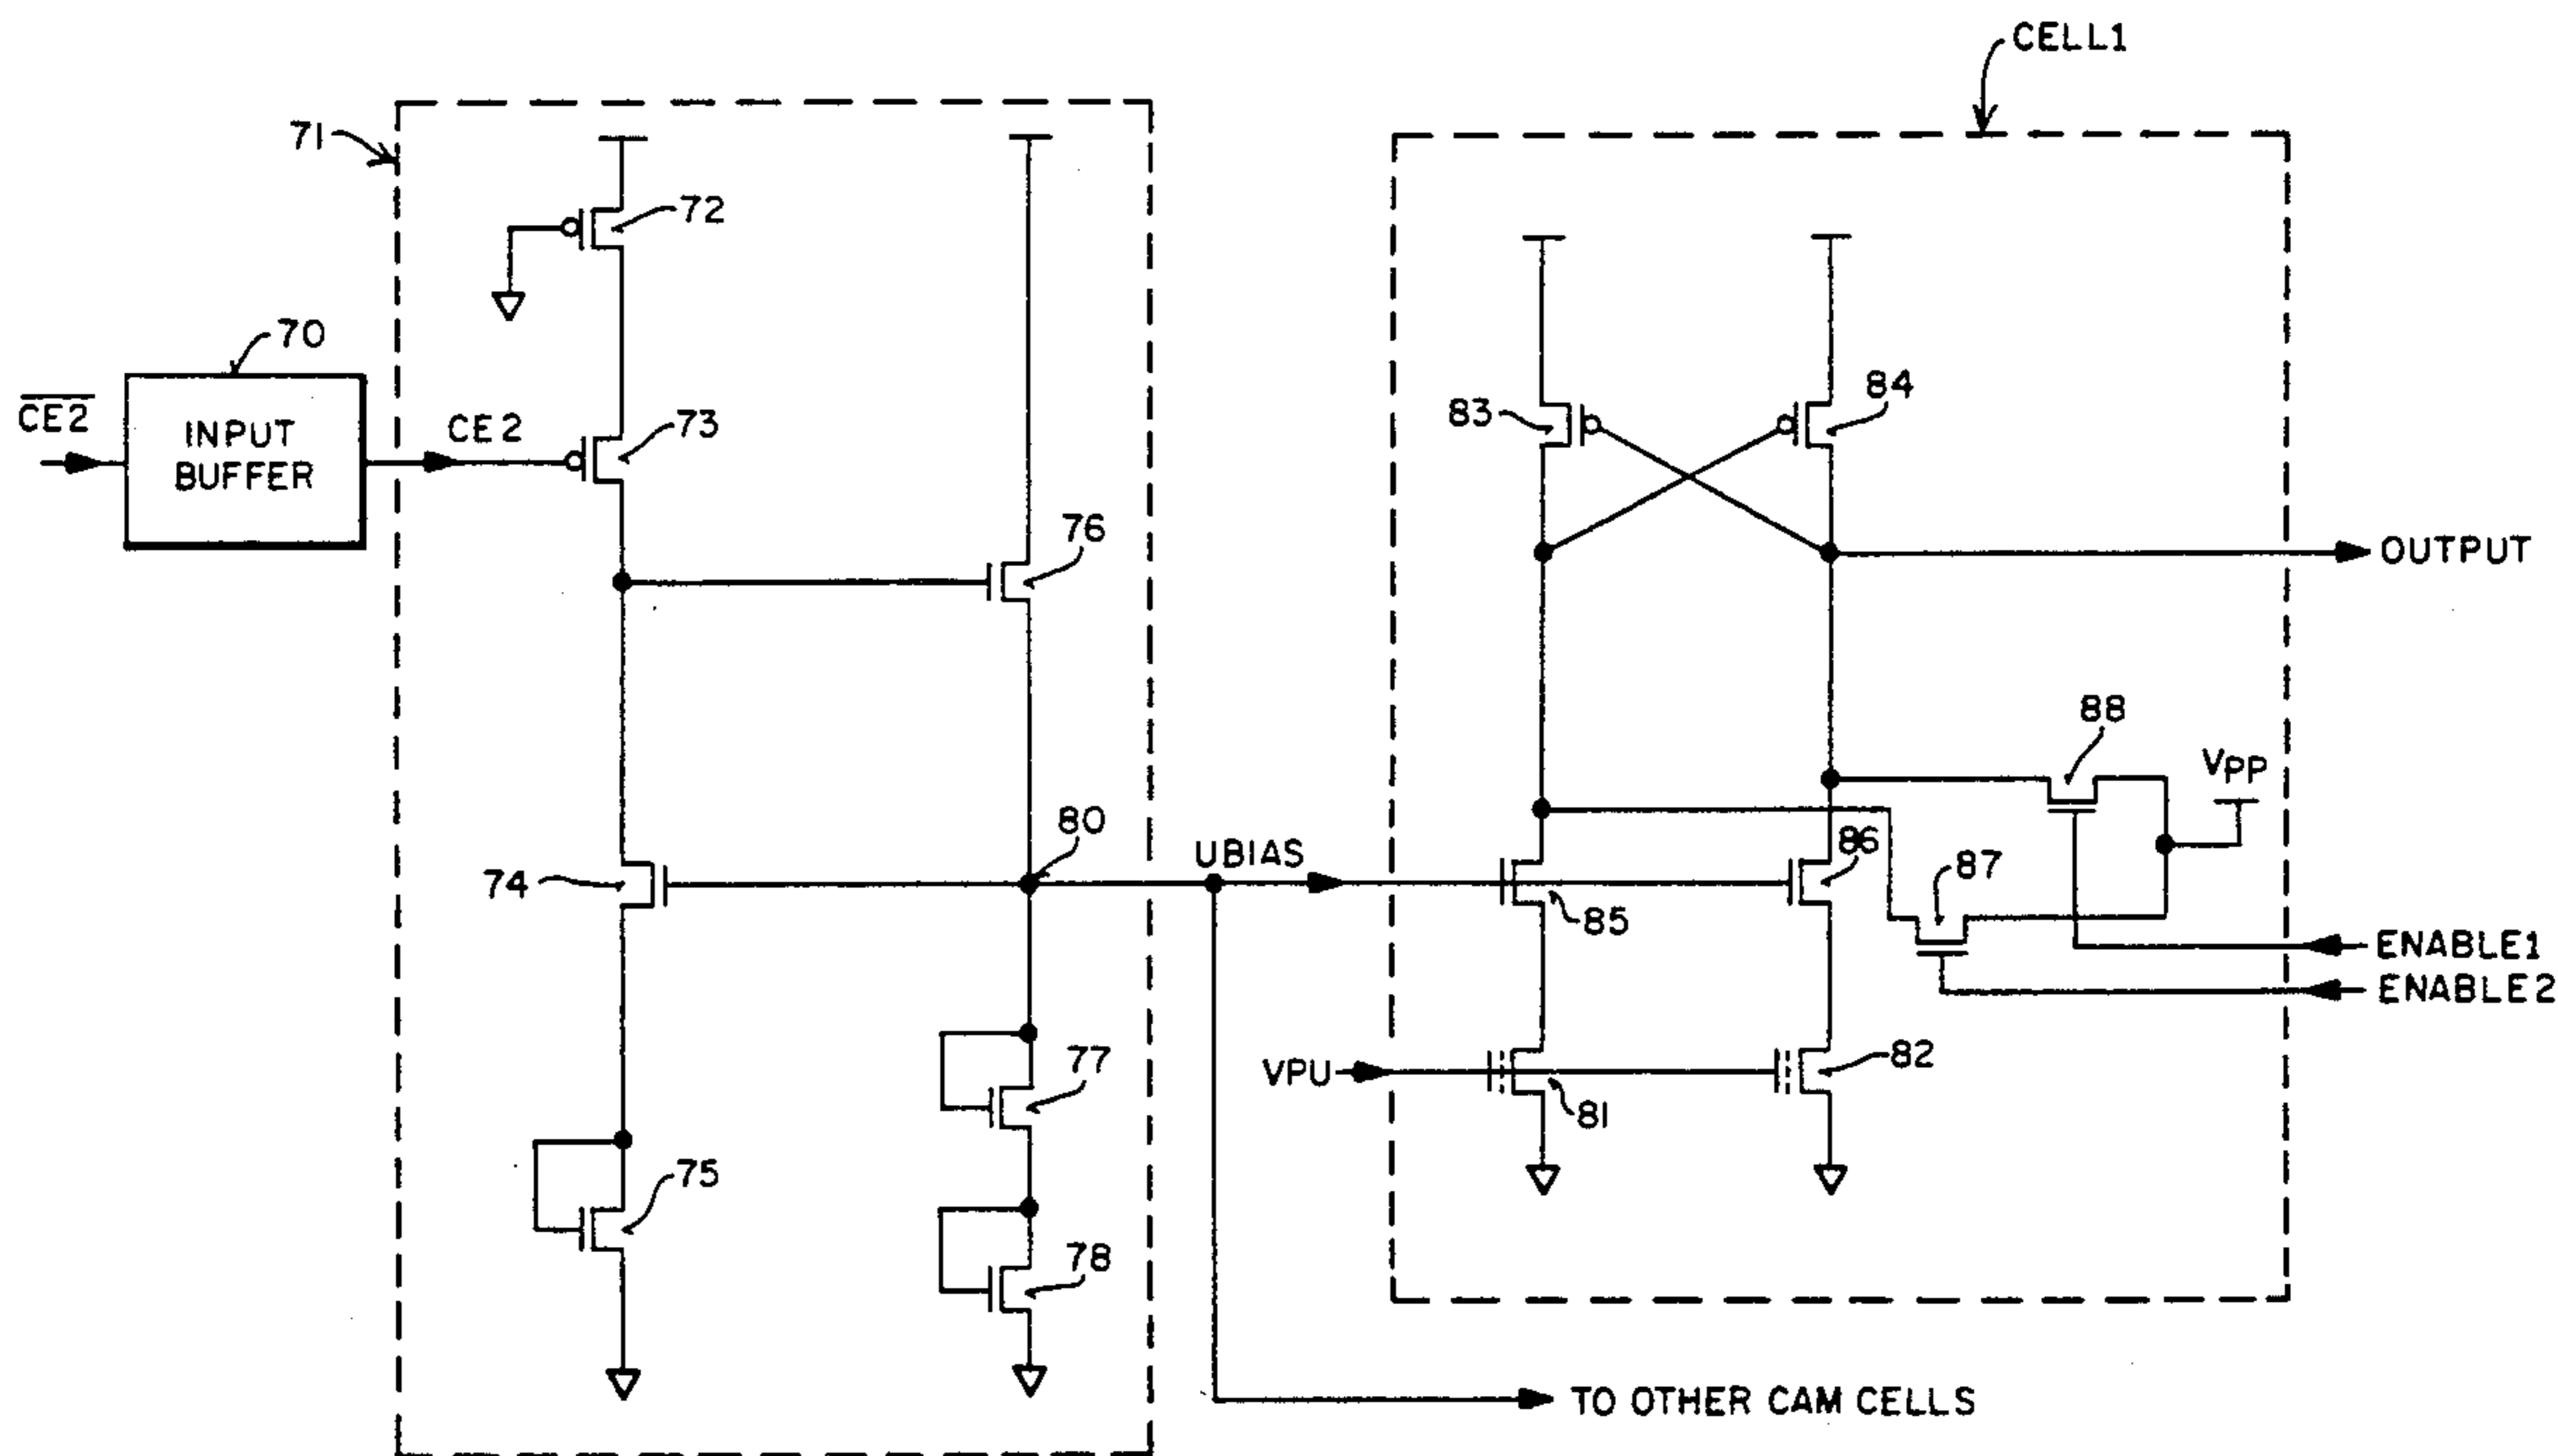 CELL1
71
72
70
CE2
INPUT
BUFFER
CE2
73
76
83
84
OUTPUT
88
VPP
80
UBIAS
74
86
87
85
ENABLE1
ENABLE2
77
VPU
82
81
75
78
TO OTHER CAM CELLS